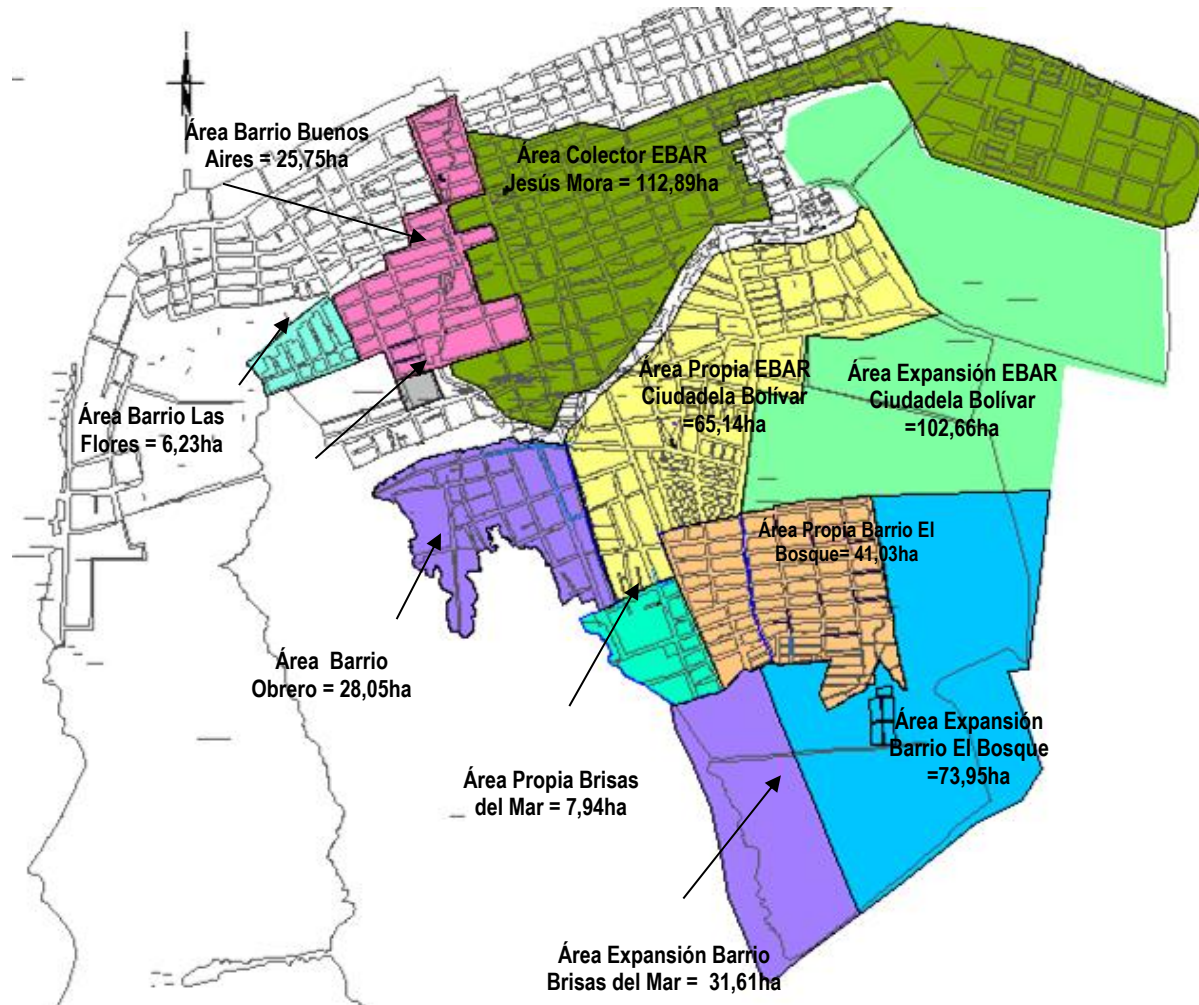 Área Barrio Buenos
Aires = 25,75ha
Área Colector EBAR
Jesús Mora = 112,89ha
Área Propia EBAR
Ciudadela Bolívar
=65,14ha
Área Expansión EBAR
Ciudadela Bolívar
=102,66ha
Área Barrio Las
Flores = 6,23ha
Área Propia Barrio El
Bosque= 41,03ha
Área Barrio
Obrero = 28,05ha
Área Expansión
Barrio El Bosque
=73,95ha
Área Propia Brisas
del Mar = 7,94ha
Área Expansión Barrio
Brisas del Mar = 31,61ha